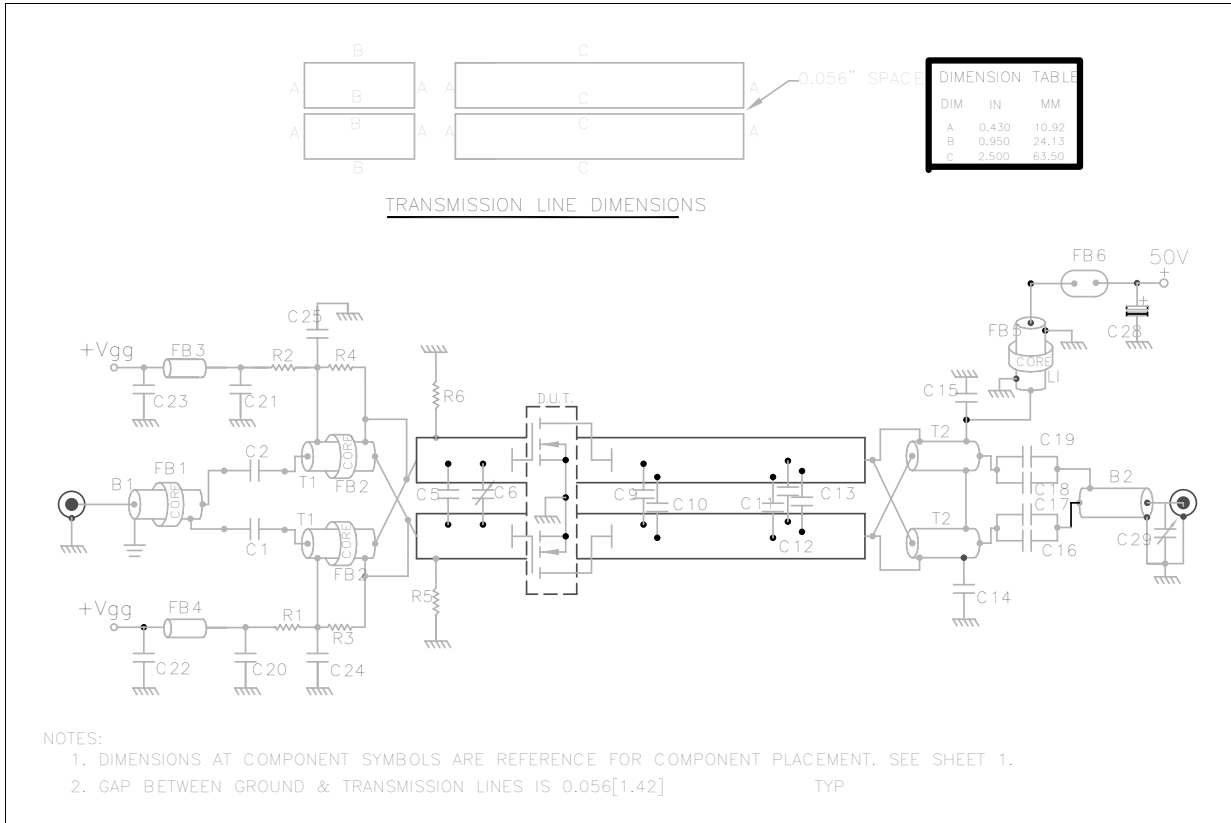 B C
A A A A 0.056" SPACE
B C
B C
A A A A
B C
DIMENSION TABLE
DIM IN MM
A 0.430 10.92
B 0.950 24.13
C 2.500 63.50
TRANSMISSION LINE DIMENSIONS
FB6 50V
+
+
C28
FB5
CORE
L1
C25
+Vgg FB3 R2 R4
C23 C21
R6
D.U.T.
C15
C2
FB1
B1
CORE
CORE
T1 FB2
C5 C6
C9 C10
C11 C13
C12
T2
C19
C18
B2
C17
C16
C29
T1
C1
CORE
FB2
T2
C14
+Vgg FB4 R1 R3
R5
C22 C20 C24
NOTES:
1. DIMENSIONS AT COMPONENT SYMBOLS ARE REFERENCE FOR COMPONENT PLACEMENT. SEE SHEET 1.
2. GAP BETWEEN GROUND & TRANSMISSION LINES IS 0.056[1.42] TYP